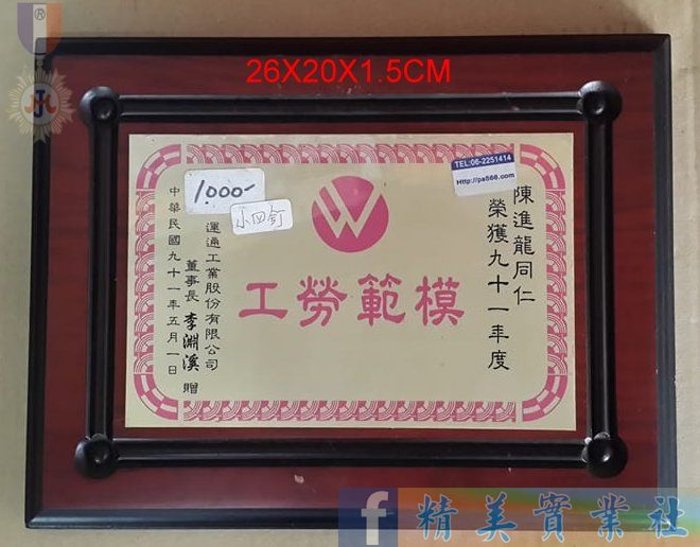 26X20X1.5CM
TEL:06-2251414
Http://pa566.com
陳進龍同仁
榮獲九十一年度
W
模範勞工
1,000-
小四釘
運通工業股份有限公司
董事長 李淵溪 贈
中華民國九十一年五月一日
R
f 精美實業社